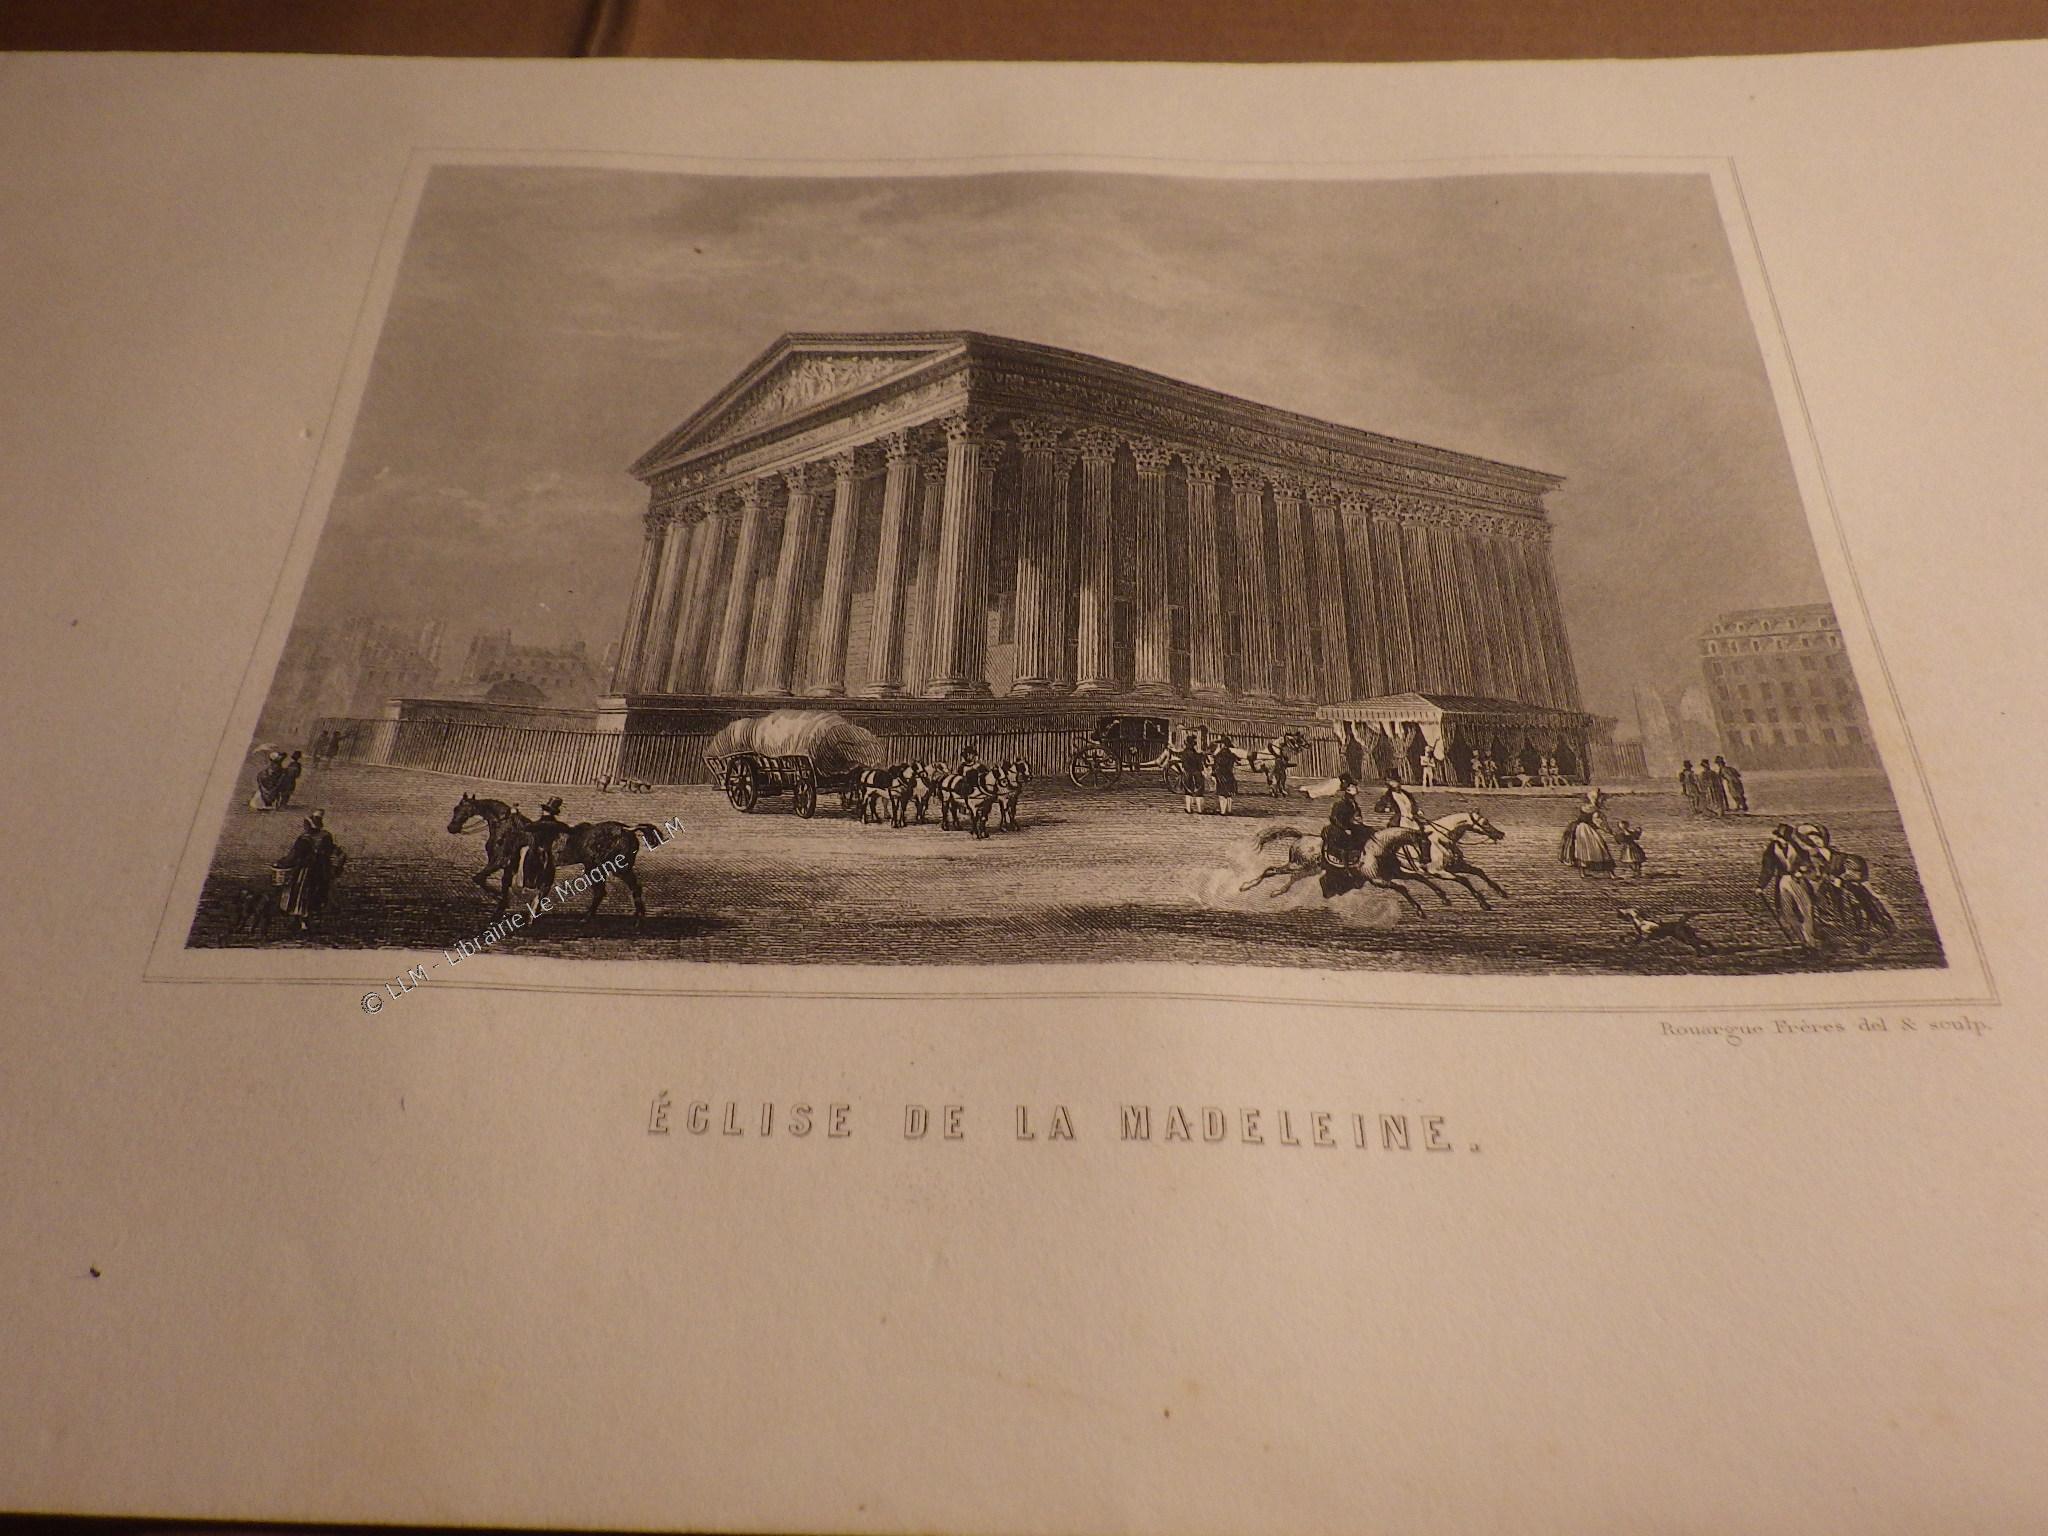 © LLM - Librairie Le Moigne - LLM
Rouargue Frères del & sculp.
ÉGLISE DE LA MADELEINE.